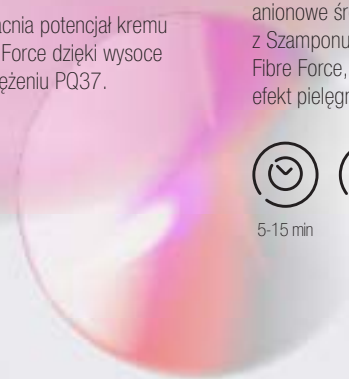 acnia potencjał kremu
Force dzięki wysoce
ężeniu PQ37.
anionowe śr
z Szamponu
Fibre Force,
efekt pielęgn
5-15 min